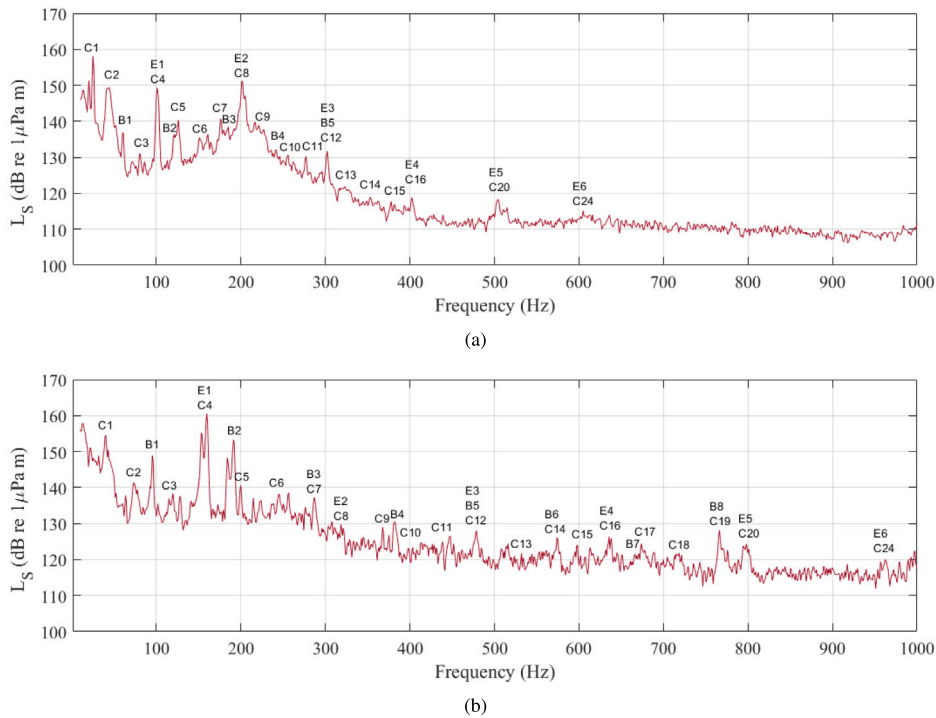 170
160
150
140
130
120
110
100
L_S (dB re 1μPa m)
C1
C2
B1
C3
E1
C4
B2
C5
C6
C7
B3
E2
C8
C9
B4
C10
C11
E3
B5
C12
C13
C14
C15
E4
C16
E5
C20
E6
C24
100 200 300 400 500 600 700 800 900 1000
Frequency (Hz)
(a)
170
160
150
140
130
120
110
100
L_S (dB re 1μPa m)
C1
C2
B1
C3
E1
C4
B2
C5
C6
B3
C7
E2
C8
C9
B4
C10
C11
E3
B5
C12
C13
B6
C14
C15
E4
C16
B7
C17
C18
B8
C19
E5
C20
E6
C24
100 200 300 400 500 600 700 800 900 1000
Frequency (Hz)
(b)